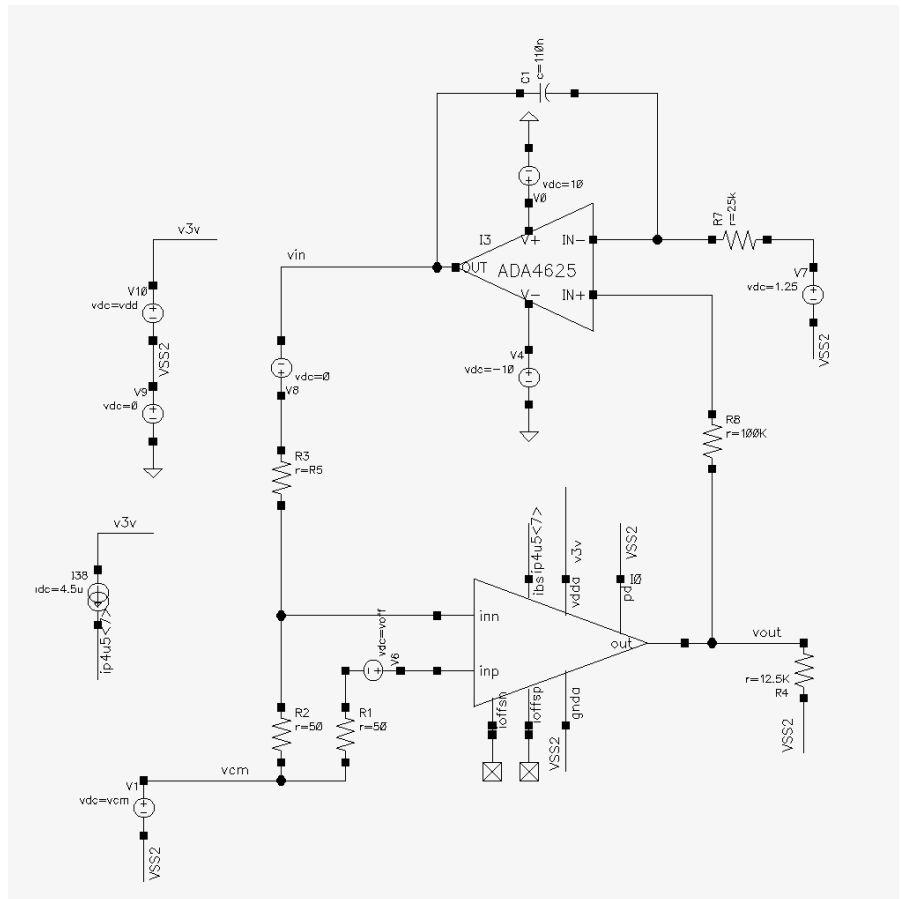 C1
c=110n
vdc=10
V0
R7
r=25k
v3v
vin
I3
V+
IN-
OUT
ADA4625
V-
IN+
V7
vdc=1.25
VSS2
V10
vdc=vdd
VSS2
V9
vdc=0
V4
vdc=-10
vdc=0
V8
R8
r=100K
R3
r=R5
v3v
I38
dc=4.5u
ip4u5<7>
ibs
ip4u5<7>
vdda
v3v
pd
I0
VSS2
inn
inp
out
vdc=voff
V6
vout
r=12.5K
R4
VSS2
ioffsn
ioffsp
gnda
VSS2
R2
r=50
R1
r=50
vcm
V1
vdc=vcm
VSS2